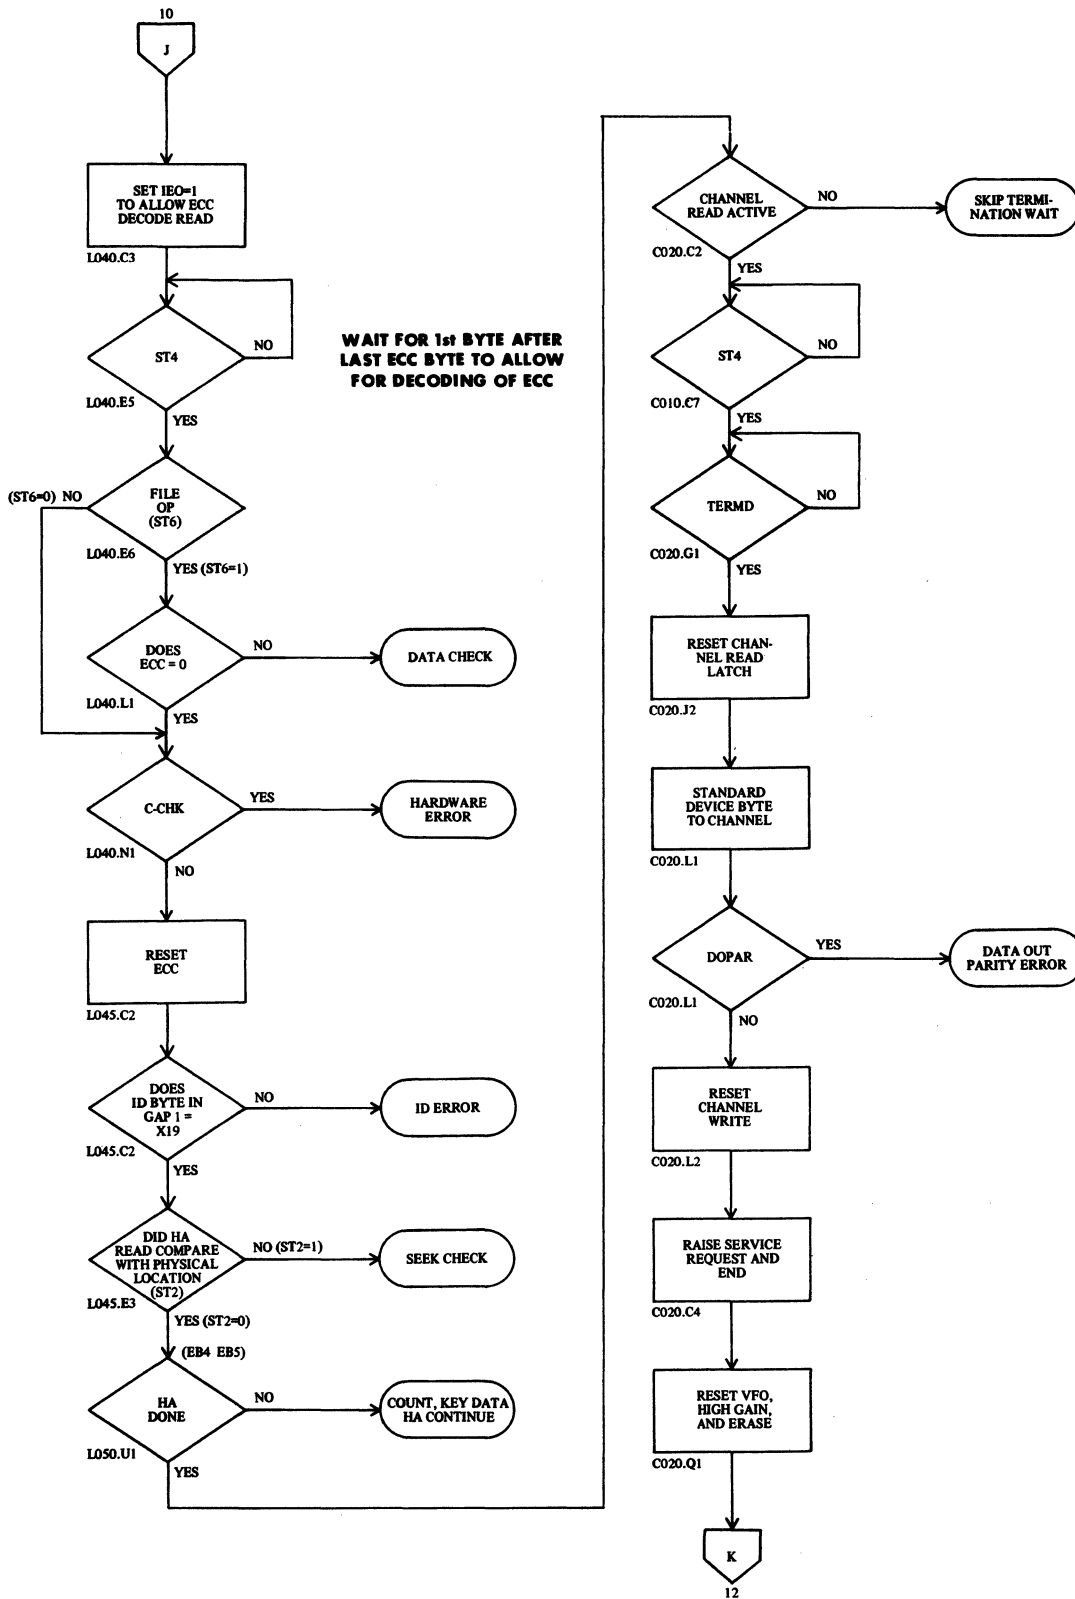 10
J
SET IEO=1
TO ALLOW ECC
DECODE READ
L040.C3
ST4
NO
L040.E5
YES
WAIT FOR 1st BYTE AFTER
LAST ECC BYTE TO ALLOW
FOR DECODING OF ECC
(ST6=0) NO
FILE
OP
(ST6)
L040.E6
YES (ST6=1)
DOES
ECC = 0
NO
DATA CHECK
L040.L1
YES
C-CHK
YES
HARDWARE
ERROR
L040.N1
NO
RESET
ECC
L045.C2
DOES
ID BYTE IN
GAP 1 =
X19
NO
ID ERROR
L045.C2
YES
DID HA
READ COMPARE
WITH PHYSICAL
LOCATION
(ST2)
NO (ST2=1)
SEEK CHECK
L045.E3
YES (ST2=0)
(EB4 EB5)
HA
DONE
NO
COUNT, KEY DATA
HA CONTINUE
L050.U1
YES
CHANNEL
READ ACTIVE
NO
SKIP TERMI-
NATION WAIT
C020.C2
YES
ST4
NO
C010.C7
YES
TERMD
NO
C020.G1
YES
RESET CHAN-
NEL READ
LATCH
C020.J2
STANDARD
DEVICE BYTE
TO CHANNEL
C020.L1
DOPAR
YES
DATA OUT
PARITY ERROR
C020.L1
NO
RESET
CHANNEL
WRITE
C020.L2
RAISE SERVICE
REQUEST AND
END
C020.C4
RESET VFO,
HIGH GAIN,
AND ERASE
C020.Q1
K
12